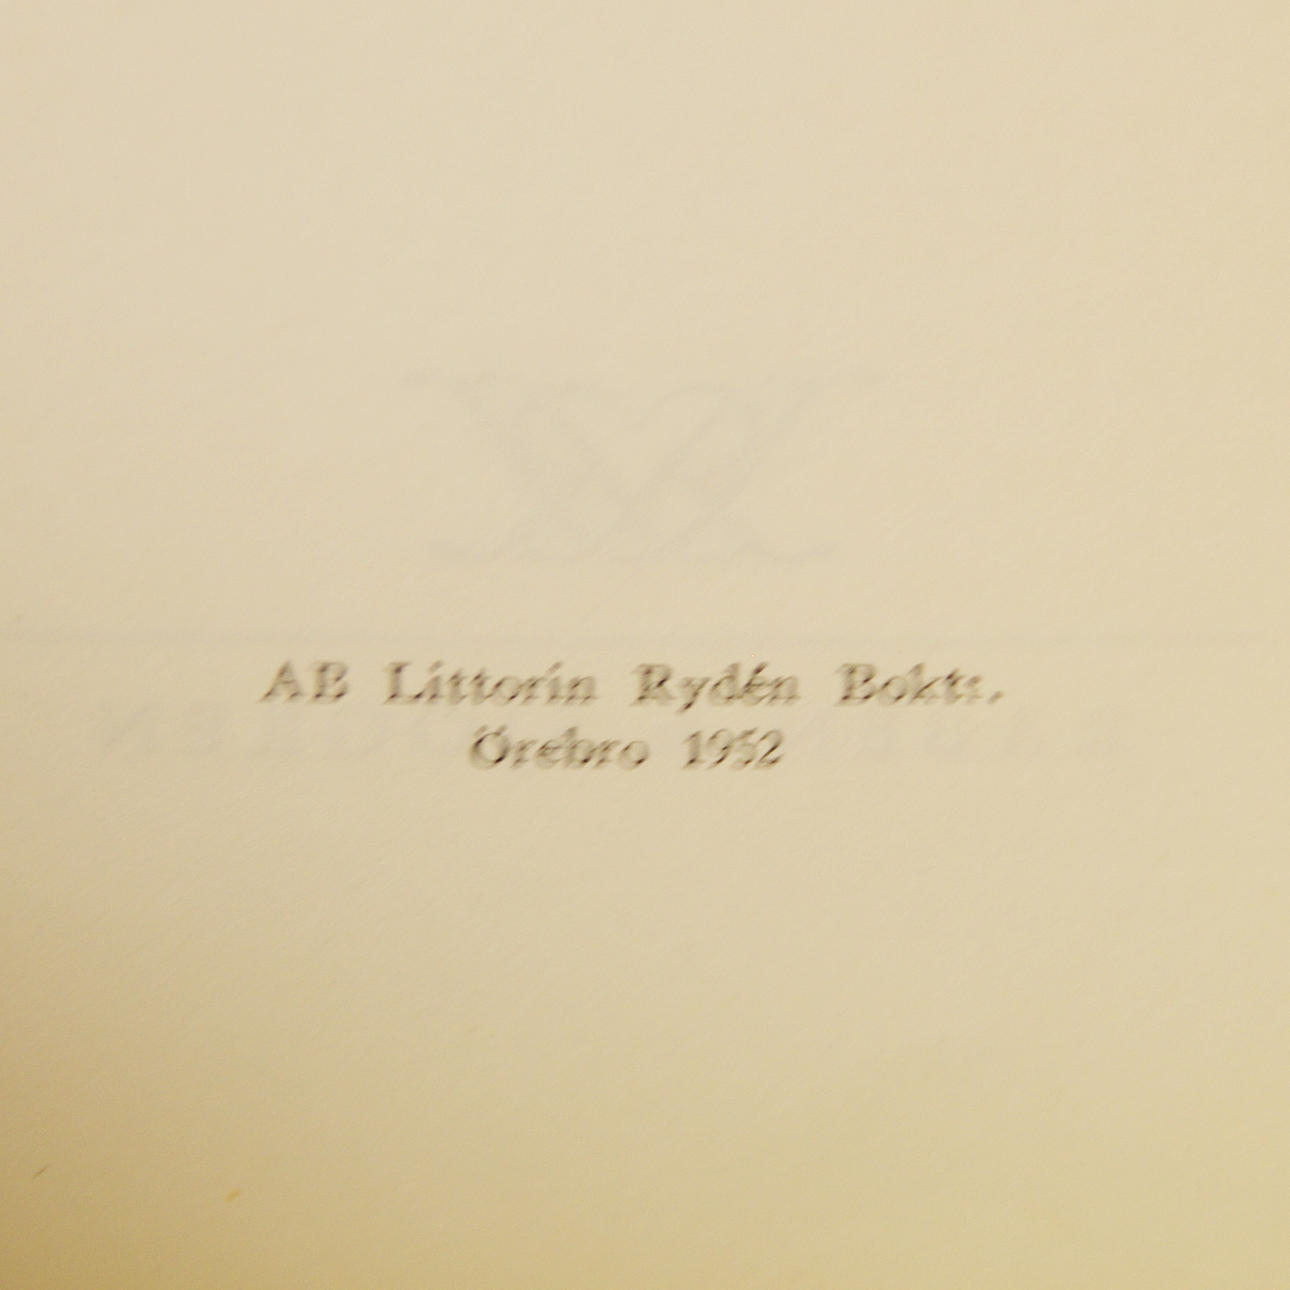 AB Littorin Rydén Boktr.
Örebro 1952